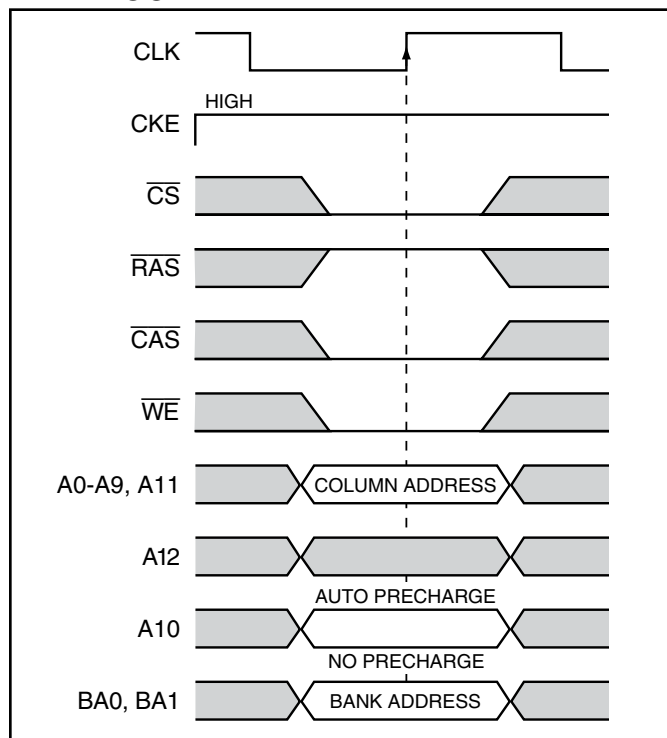 CLK
HIGH
CKE
CS
RAS
CAS
WE
A0-A9, A11 COLUMN ADDRESS
A12
AUTO PRECHARGE
A10
NO PRECHARGE
BA0, BA1 BANK ADDRESS